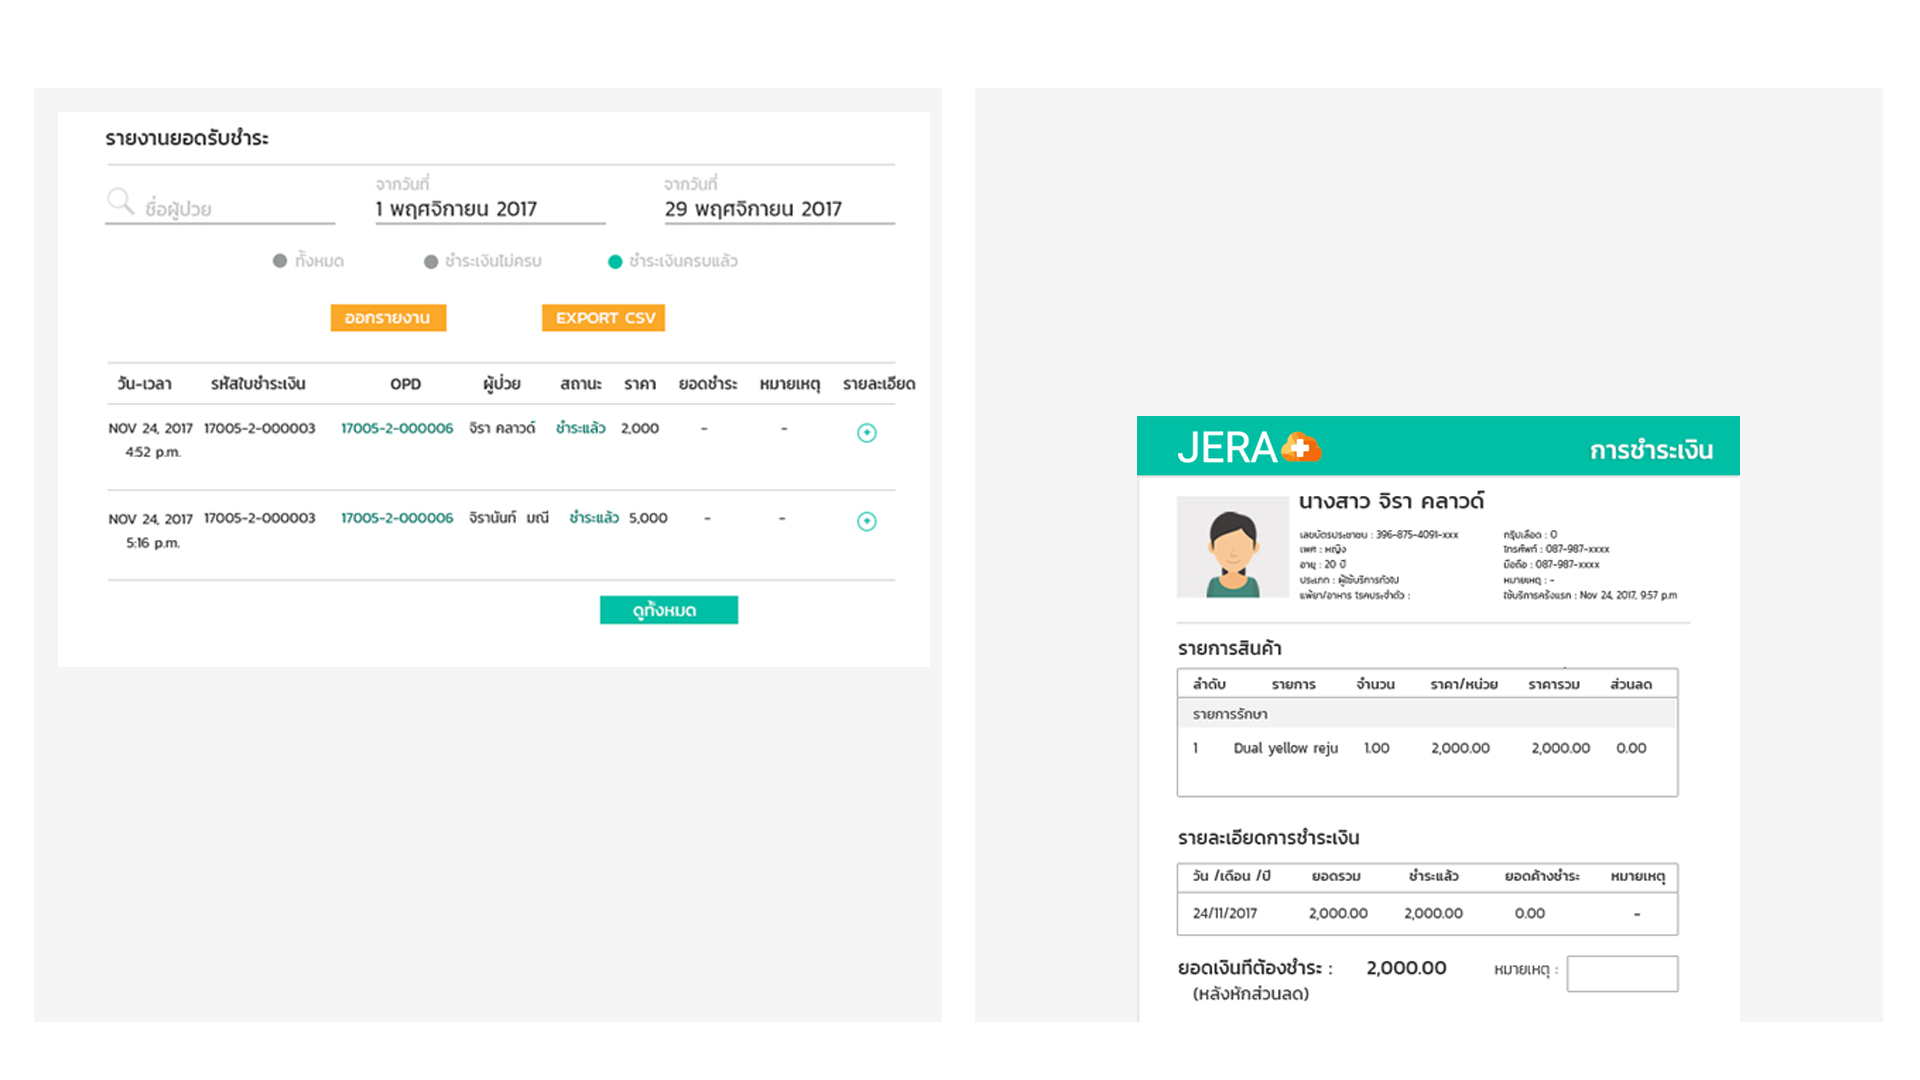 รายงานยอดรับชำระ
ชื่อผู้ป่วย
จากวันที่
1 พฤศจิกายน 2017
จากวันที่
29 พฤศจิกายน 2017
ทั้งหมด
ชำระเงินไม่ครบ
ชำระเงินครบแล้ว
ออกรายงาน
EXPORT CSV
วัน-เวลา รหัสใบชำระเงิน OPD ผู้ป่วย สถานะ ราคา ยอดชำระ หมายเหตุ รายละเอียด
NOV 24, 2017 17005-2-000003 17005-2-000006 จิรา คลาวด์ ชำระแล้ว 2,000 - -
4:52 p.m.
NOV 24, 2017 17005-2-000003 17005-2-000006 จิรานันท์ มณี ชำระแล้ว 5,000 - -
5:16 p.m.
ดูทั้งหมด
JERA
การชำระเงิน
นางสาว จิรา คลาวด์
เลขบัตรประชาชน : 396-875-4091-xxx
เพศ : หญิง
อายุ : 20 ปี
ประเภท : ผู้ใช้บริการทั่วไป
แพ้ยา/อาหาร โรคประจำตัว :
กรุ๊ปเลือด : O
โทรศัพท์ : 087-987-xxxx
มือถือ : 087-987-xxxx
หมายเหตุ : -
ใช้บริการครั้งแรก : Nov 24, 2017, 9:57 p.m
รายการสินค้า
ลำดับ รายการ จำนวน ราคา/หน่วย ราคารวม ส่วนลด
รายการรักษา
1 Dual yellow reju 1.00 2,000.00 2,000.00 0.00
รายละเอียดการชำระเงิน
วัน /เดือน /ปี ยอดรวม ชำระแล้ว ยอดค้างชำระ หมายเหตุ
24/11/2017 2,000.00 2,000.00 0.00 -
ยอดเงินที่ต้องชำระ : 2,000.00 หมายเหตุ :
(หลังหักส่วนลด)